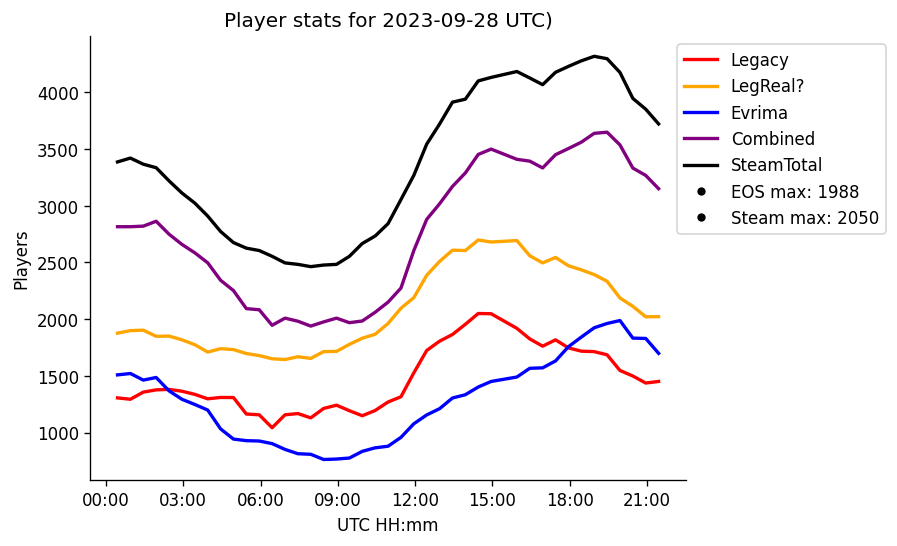 Player stats for 2023-09-28 UTC)
Legacy
LegReal?
Evrima
Combined
SteamTotal
EOS max: 1988
Steam max: 2050
Players
4000
3500
3000
2500
2000
1500
1000
00:00 03:00 06:00 09:00 12:00 15:00 18:00 21:00
UTC HH:mm